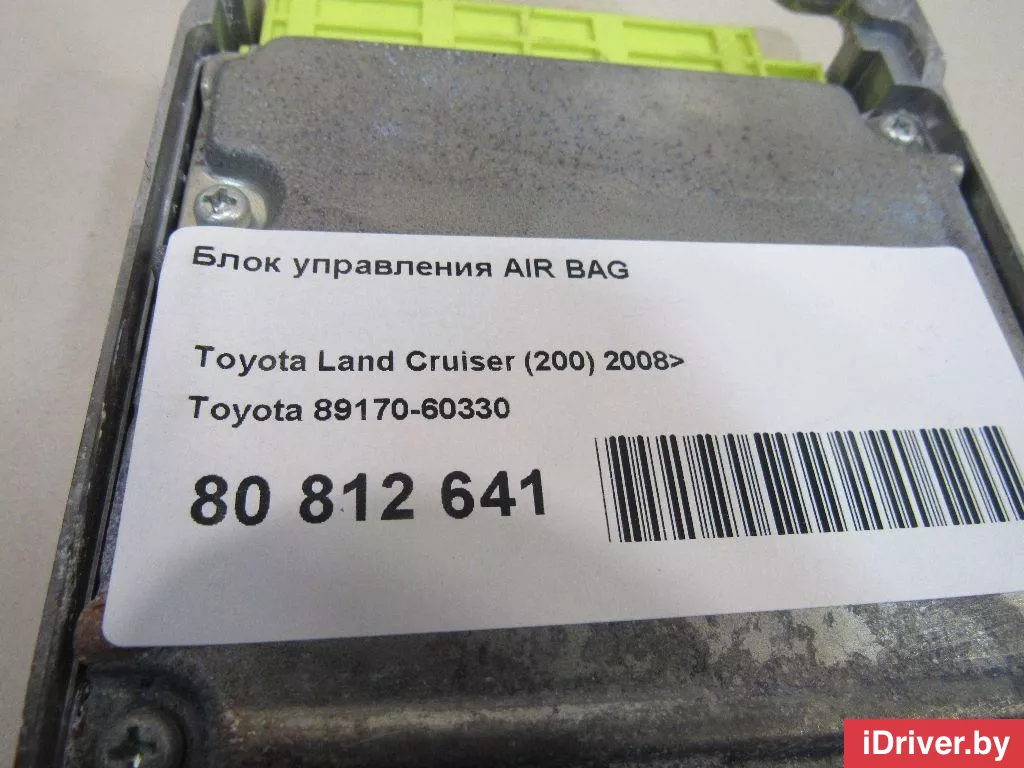 Блок управления AIR BAG
Toyota Land Cruiser (200) 2008>
Toyota 89170-60330
80 812 641
iDriver.by